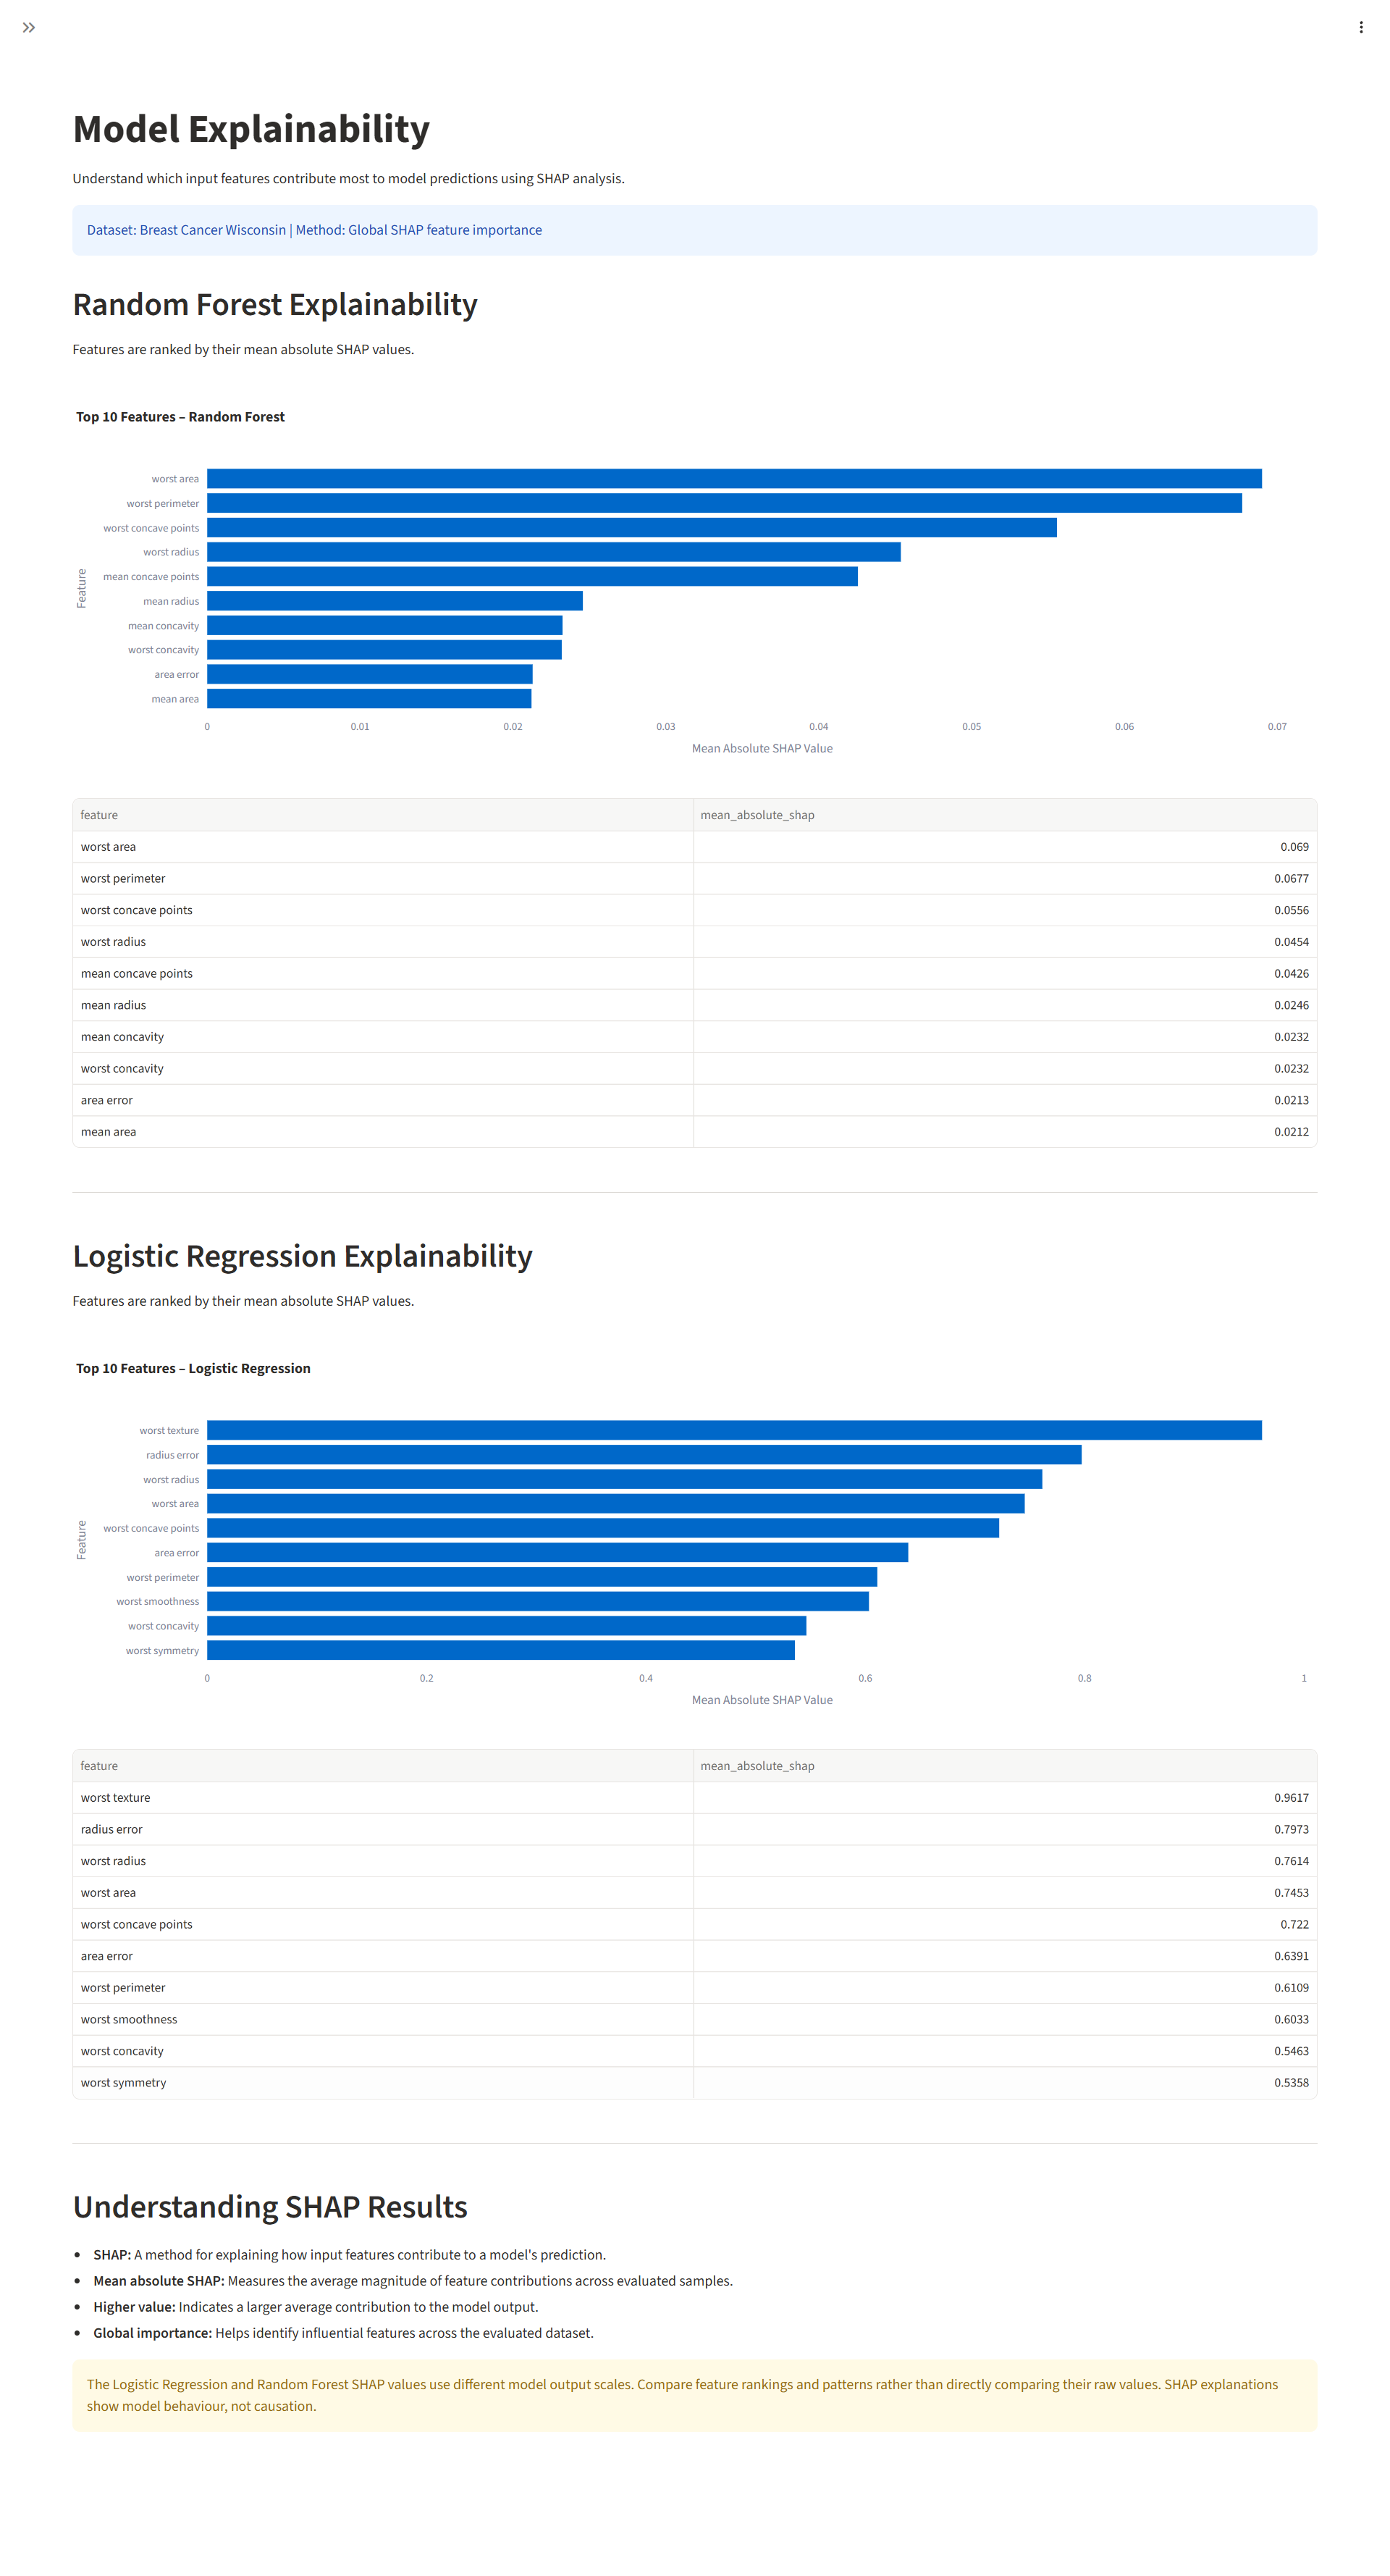 Model Explainability
Understand which input features contribute most to model predictions using SHAP analysis.
Dataset: Breast Cancer Wisconsin | Method: Global SHAP feature importance
Random Forest Explainability
Features are ranked by their mean absolute SHAP values.
Top 10 Features – Random Forest
Feature
worst area
worst perimeter
worst concave points
worst radius
mean concave points
mean radius
mean concavity
worst concavity
area error
mean area
0 0.01 0.02 0.03 0.04 0.05 0.06 0.07
Mean Absolute SHAP Value
feature mean_absolute_shap
worst area 0.069
worst perimeter 0.0677
worst concave points 0.0556
worst radius 0.0454
mean concave points 0.0426
mean radius 0.0246
mean concavity 0.0232
worst concavity 0.0232
area error 0.0213
mean area 0.0212
Logistic Regression Explainability
Features are ranked by their mean absolute SHAP values.
Top 10 Features – Logistic Regression
Feature
worst texture
radius error
worst radius
worst area
worst concave points
area error
worst perimeter
worst smoothness
worst concavity
worst symmetry
0 0.2 0.4 0.6 0.8 1
Mean Absolute SHAP Value
feature mean_absolute_shap
worst texture 0.9617
radius error 0.7973
worst radius 0.7614
worst area 0.7453
worst concave points 0.722
area error 0.6391
worst perimeter 0.6109
worst smoothness 0.6033
worst concavity 0.5463
worst symmetry 0.5358
Understanding SHAP Results
• SHAP: A method for explaining how input features contribute to a model's prediction.
• Mean absolute SHAP: Measures the average magnitude of feature contributions across evaluated samples.
• Higher value: Indicates a larger average contribution to the model output.
• Global importance: Helps identify influential features across the evaluated dataset.
The Logistic Regression and Random Forest SHAP values use different model output scales. Compare feature rankings and patterns rather than directly comparing their raw values. SHAP explanations
show model behaviour, not causation.